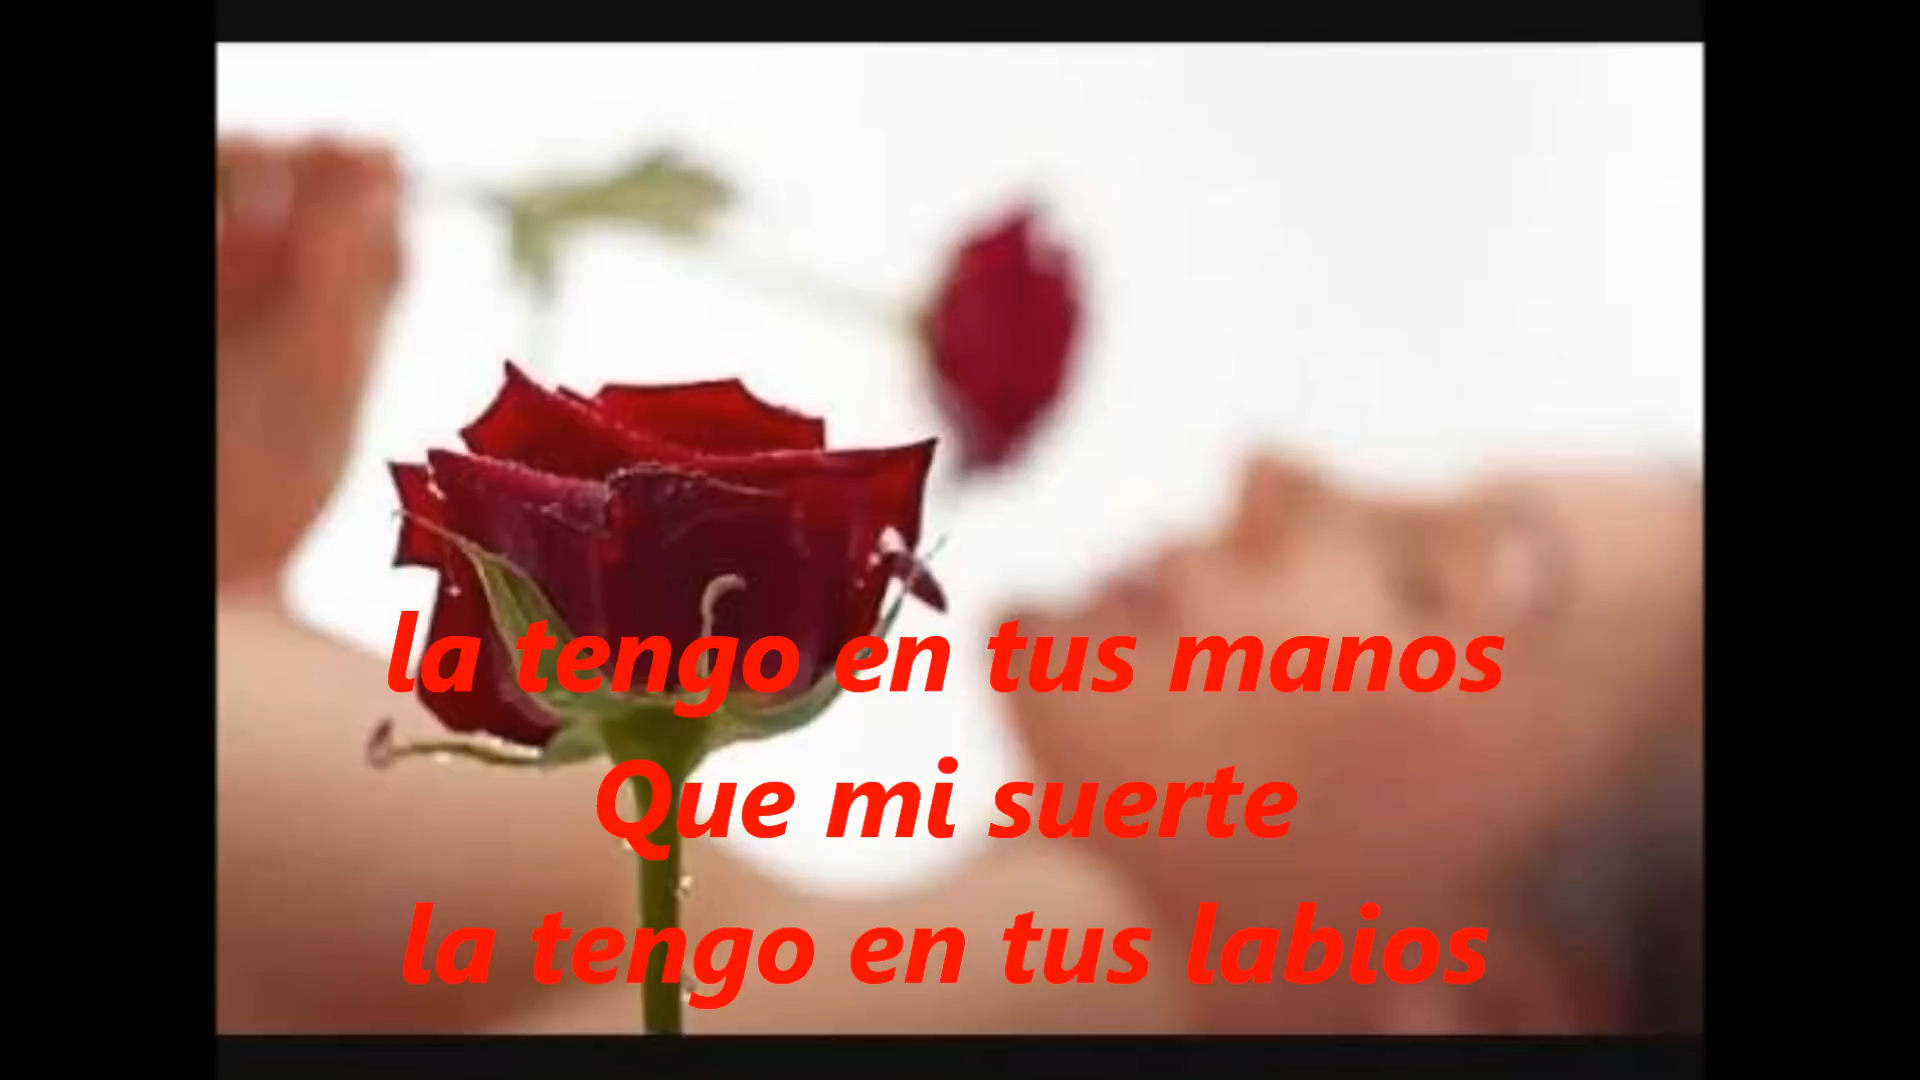 la tengo en tus manos
Que mi suerte
la tengo en tus labios